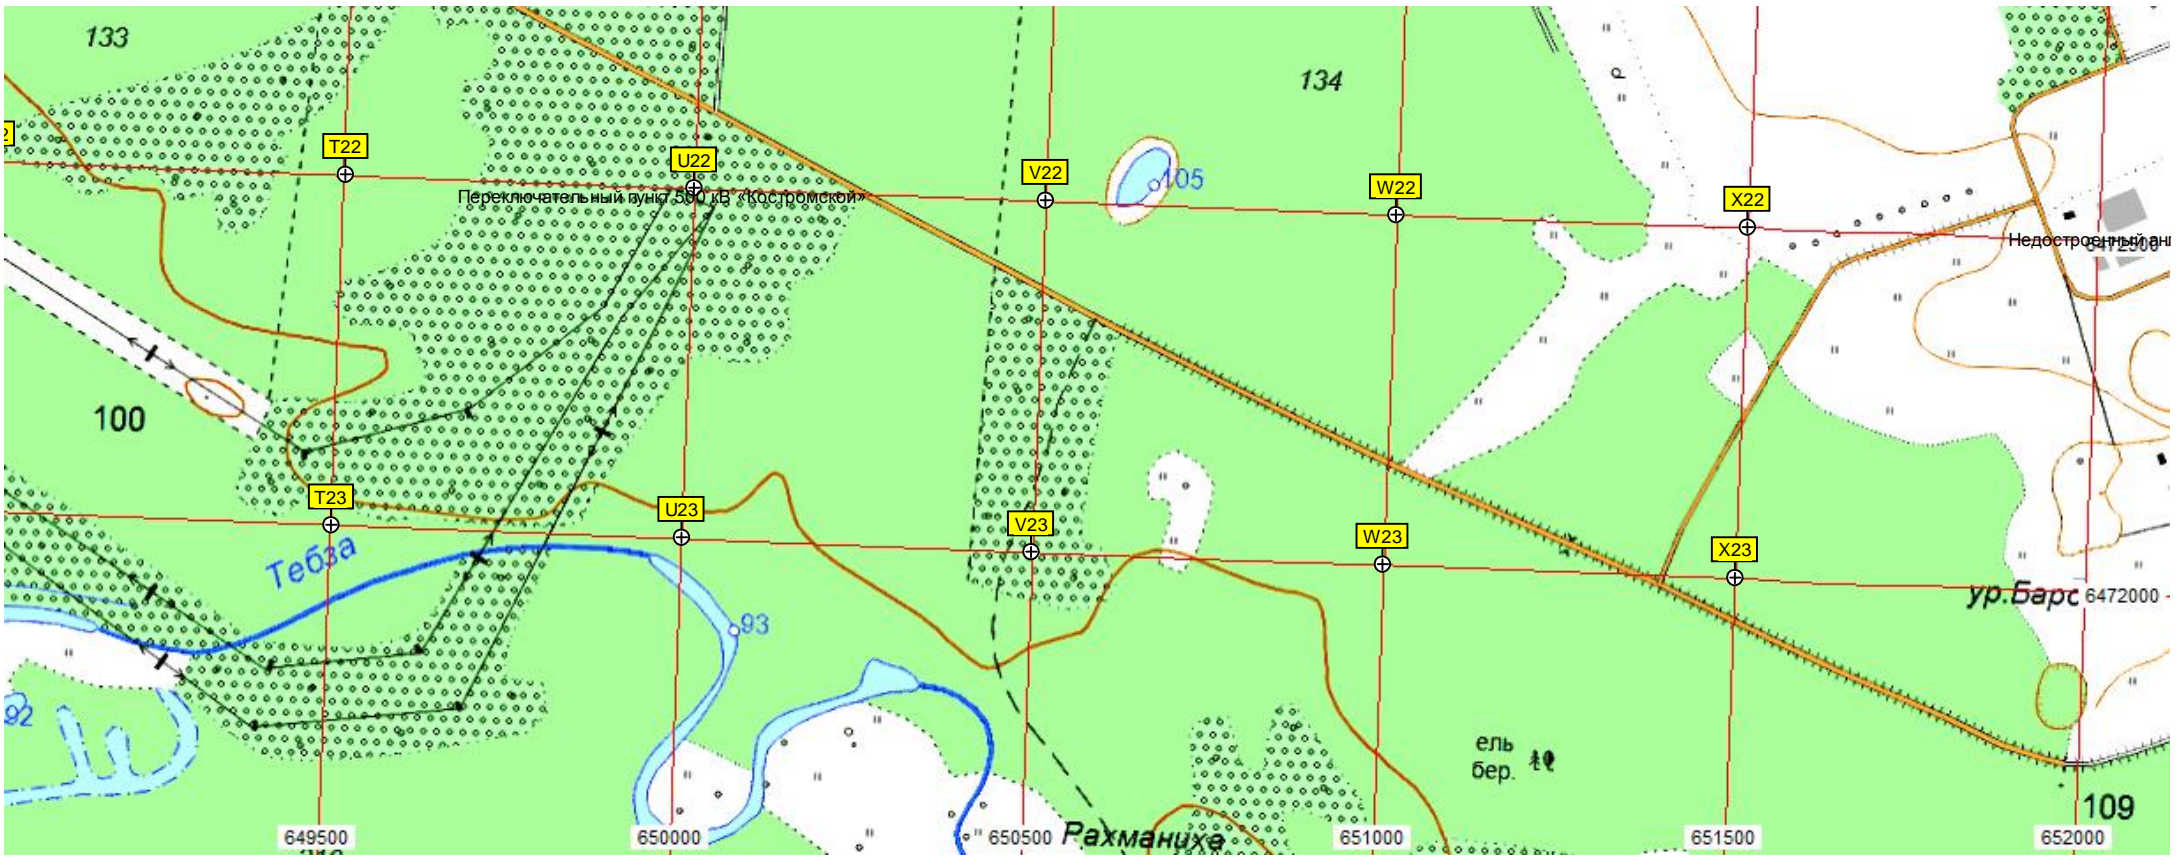 133
134
T22
U22
V22
105
W22
X22
Переключательный пункт 500 кВ «Костромской»
Недостроенный
6472500
100
T23
U23
V23
W23
X23
Тебза
93
ур.Барс
6472000
92
ель
бер.
109
649500
650000
650500
Рахманиха
651000
651500
652000